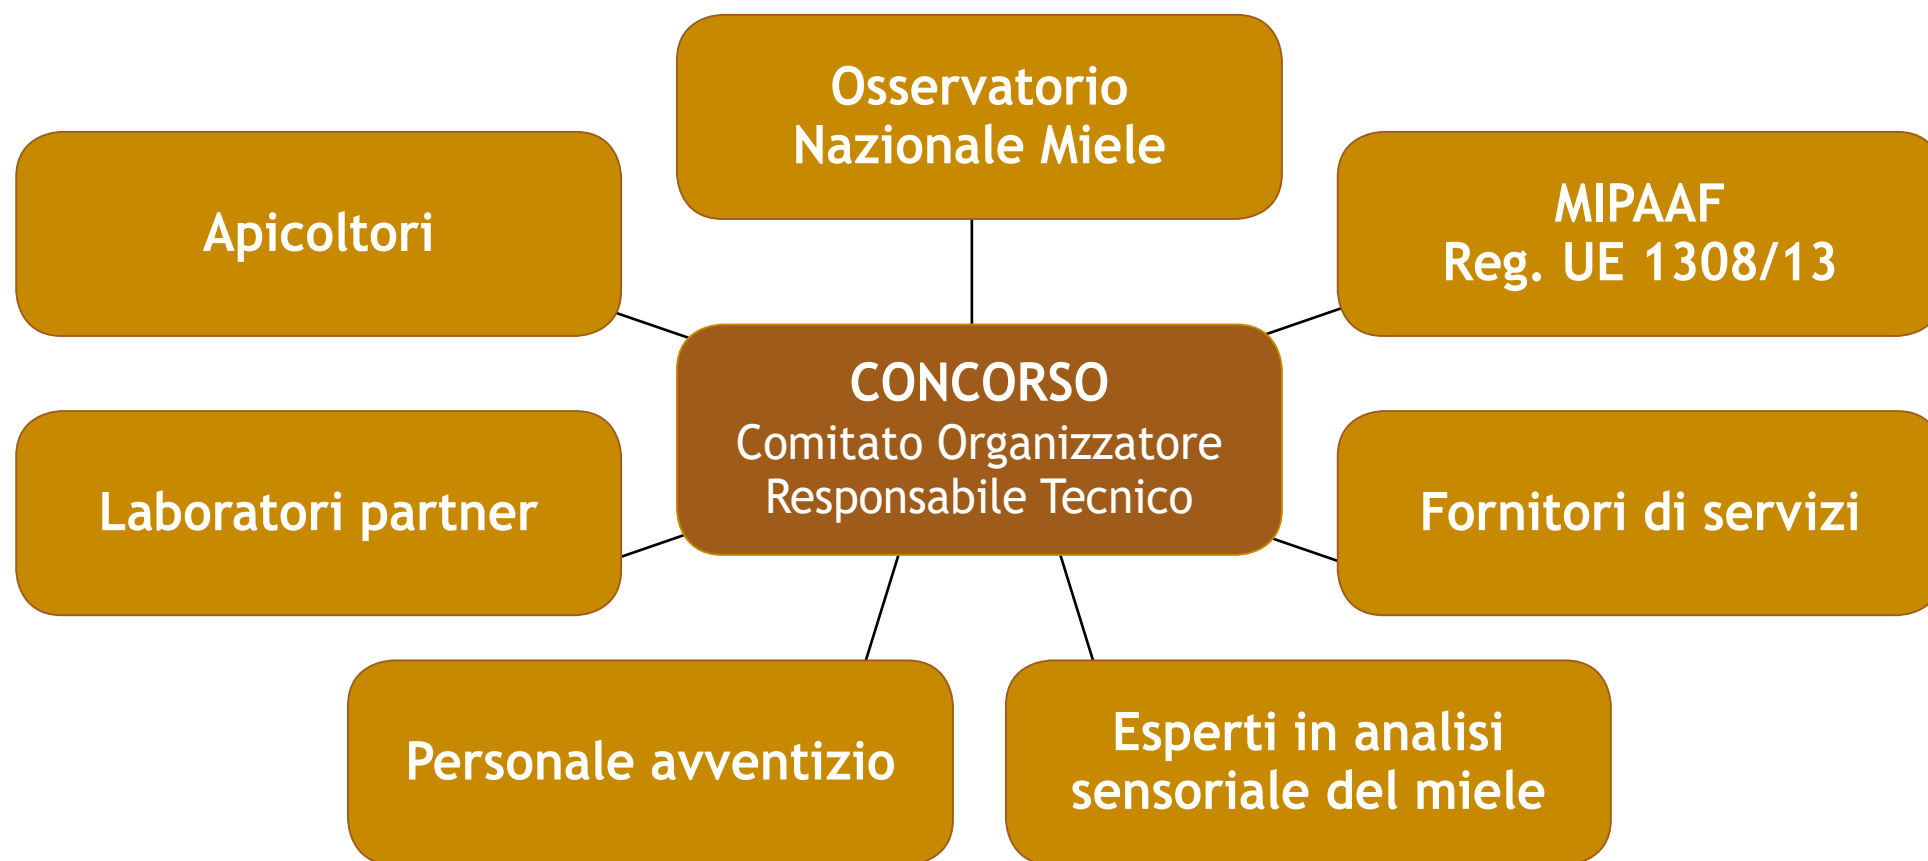 Osservatorio
Nazionale Miele
Apicoltori
MIPAAF
Reg. UE 1308/13
CONCORSO
Comitato Organizzatore
Responsabile Tecnico
Laboratori partner
Fornitori di servizi
Personale avventizio
Esperti in analisi
sensoriale del miele